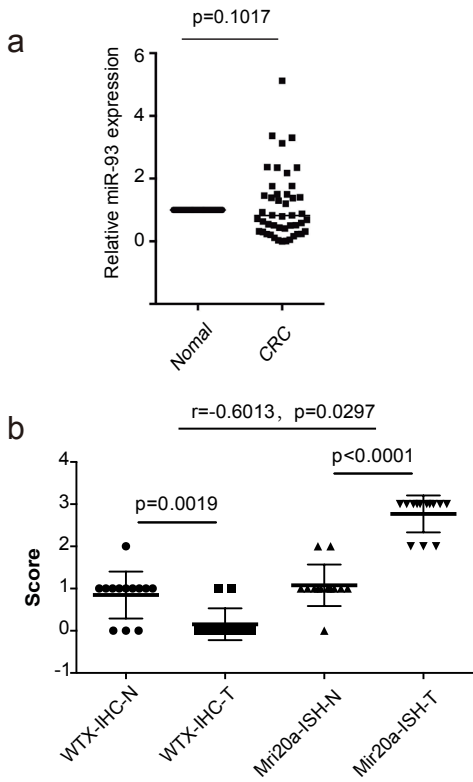 a
p=0.1017
Relative miR-93 expression
6
4
2
0
Nomal
CRC
b
r=-0.6013, p=0.0297
p<0.0001
p=0.0019
Score
4
3
2
1
0
-1
WTX-IHC-N
WTX-IHC-T
Mri20a-ISH-N
Mir20a-ISH-T